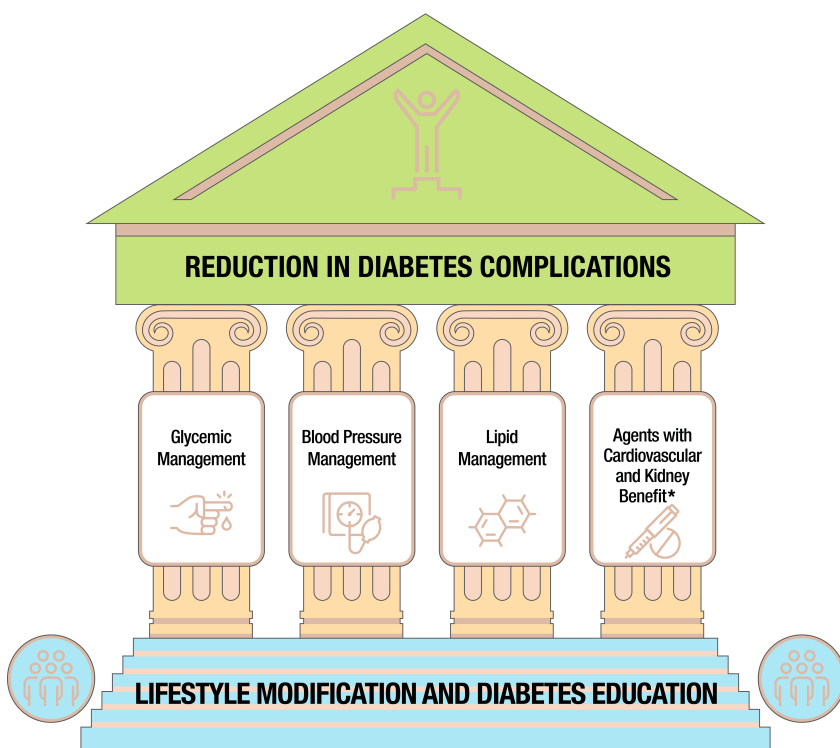 REDUCTION IN DIABETES COMPLICATIONS
Glycemic
Management
Blood Pressure
Management
Lipid
Management
Agents with
Cardiovascular
and Kidney
Benefit*
LIFESTYLE MODIFICATION AND DIABETES EDUCATION